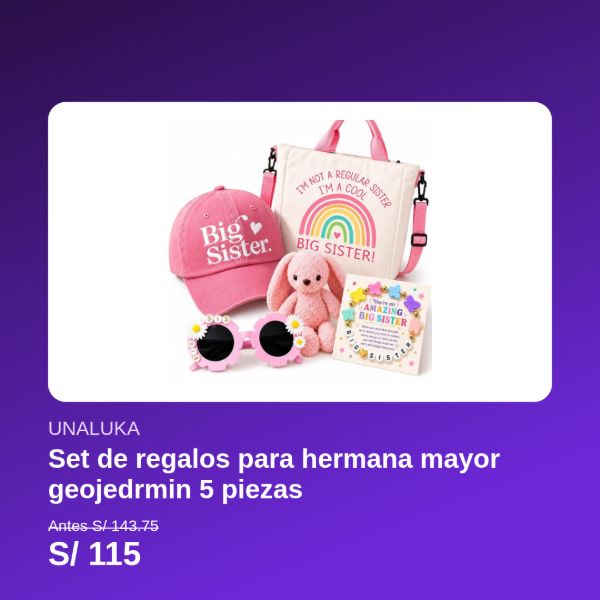 I'M NOT A REGULAR SISTER
I'M A COOL
BIG SISTER!
Big
Sister.
SIS
You're an
AMAZING
BIG SISTER
BIG SISTER
UNALUKA
Set de regalos para hermana mayor
geojedrmin 5 piezas
Antes S/ 143.75
S/ 115